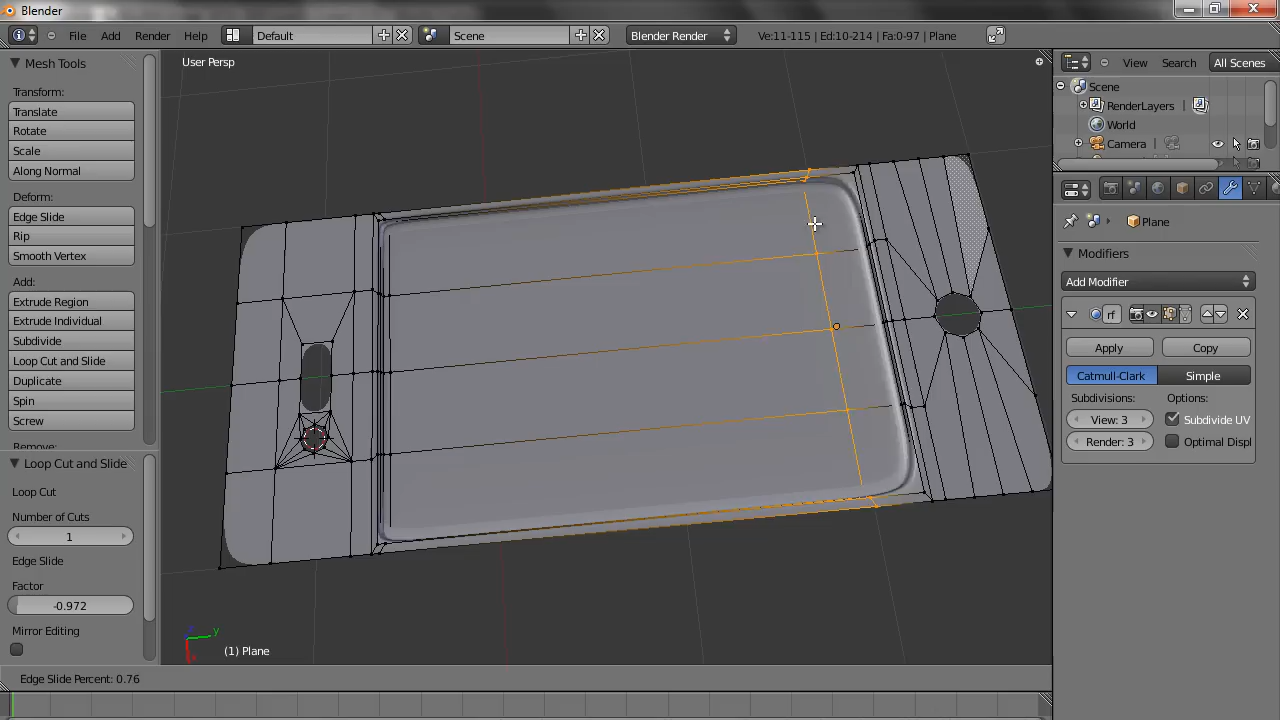 Blender
File Add Render Help Default Scene Blender Render Ve:11-115 | Ed:10-214 | Fa:0-97 | Plane
Mesh Tools
Transform:
Translate
Rotate
Scale
Along Normal
Deform:
Edge Slide
Rip
Smooth Vertex
Add:
Extrude Region
Extrude Individual
Subdivide
Loop Cut and Slide
Duplicate
Spin
Screw
Remove:
Loop Cut and Slide
Loop Cut
Number of Cuts
1
Edge Slide
Factor
-0.972
Mirror Editing
User Persp
z
y
x
(1) Plane
Edge Slide Percent: 0.76
View Search All Scenes
Scene
RenderLayers
World
Camera
Plane
Modifiers
Add Modifier
rf
Apply Copy
Catmull-Clark Simple
Subdivisions: Options:
View: 3 Subdivide UV
Render: 3 Optimal Displ